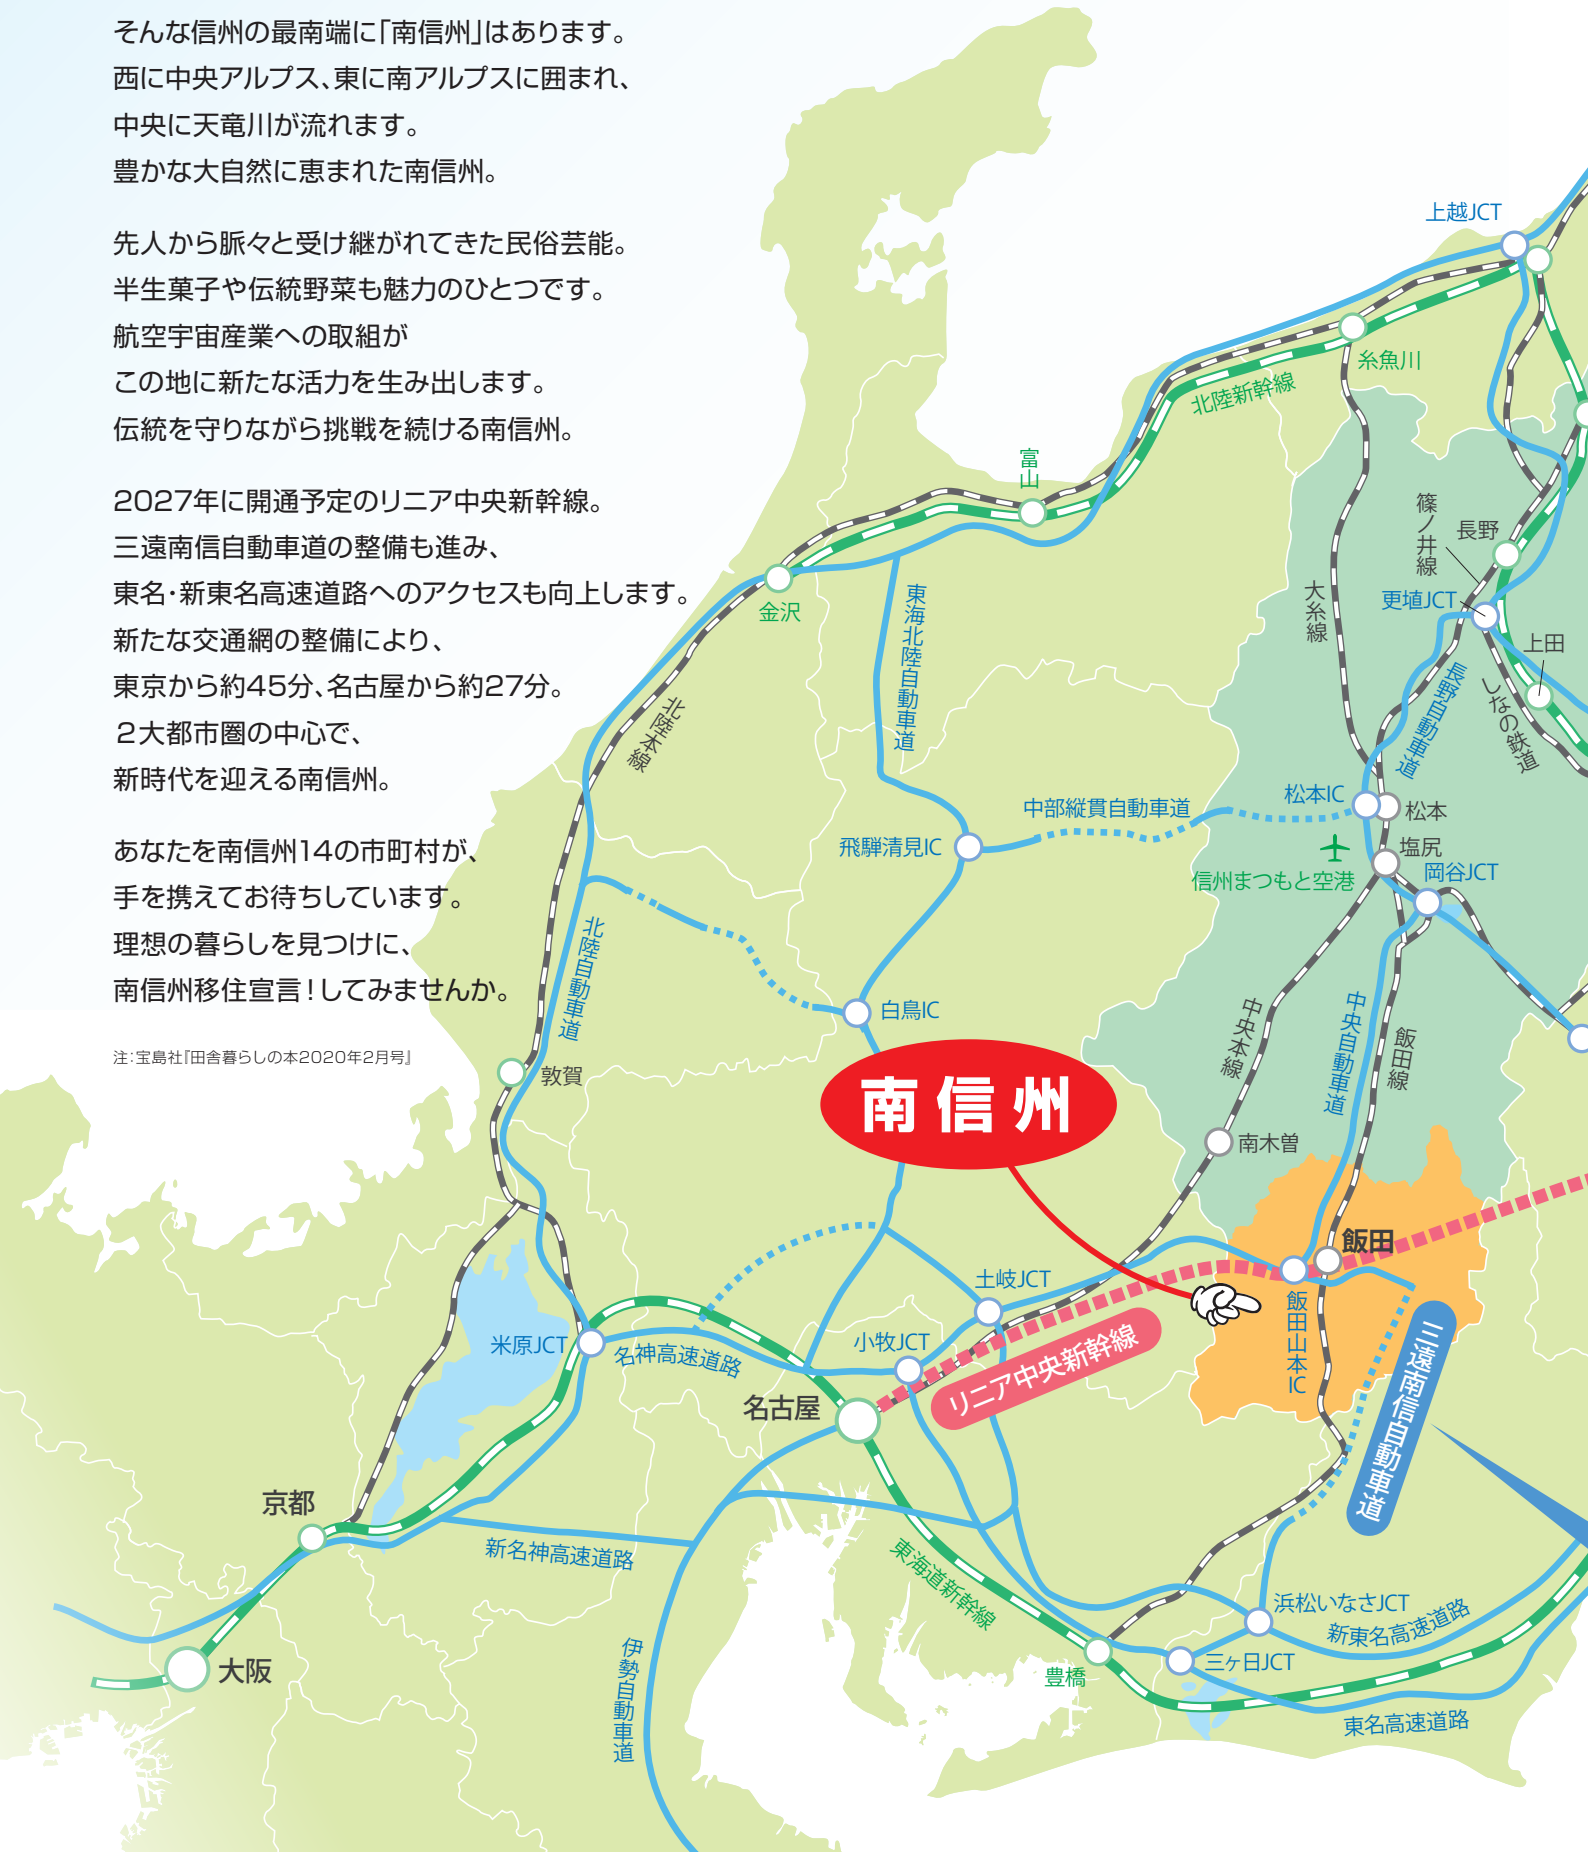 そんな信州の最南端に「南信州」はあります。
西に中央アルプス、東に南アルプスに囲まれ、
中央に天竜川が流れます。
豊かな大自然に恵まれた南信州。
先人から脈々と受け継がれてきた民俗芸能。
半生菓子や伝統野菜も魅力のひとつです。
航空宇宙産業への取組が
この地に新たな活力を生み出します。
伝統を守りながら挑戦を続ける南信州。
2027年に開通予定のリニア中央新幹線。
三遠南信自動車道の整備も進み、
東名・新東名高速道路へのアクセスも向上します。
新たな交通網の整備により、
東京から約45分、名古屋から約27分。
２大都市圏の中心で、
新時代を迎える南信州。
あなたを南信州14の市町村が、
手を携えてお待ちしています。
理想の暮らしを見つけに、
南信州移住宣言！してみませんか。
注：宝島社『田舎暮らしの本2020年2月号』
上越JCT
糸魚川
北陸新幹線
富山
篠ノ井線
長野
大糸線
更埴JCT
金沢
東海北陸自動車道
上田
長野自動車道
しなの鉄道
北陸本線
松本IC
松本
中部縦貫自動車道
飛騨清見IC
塩尻
岡谷JCT
信州まつもと空港
北陸自動車道
白鳥IC
中央本線
中央自動車道
飯田線
敦賀
南信州
南木曽
飯田
土岐JCT
飯田山本IC
小牧JCT
米原JCT
名神高速道路
リニア中央新幹線
三遠南信自動車道
名古屋
京都
新名神高速道路
東海道新幹線
浜松いなさJCT
新東名高速道路
伊勢自動車道
三ヶ日JCT
豊橋
大阪
東名高速道路